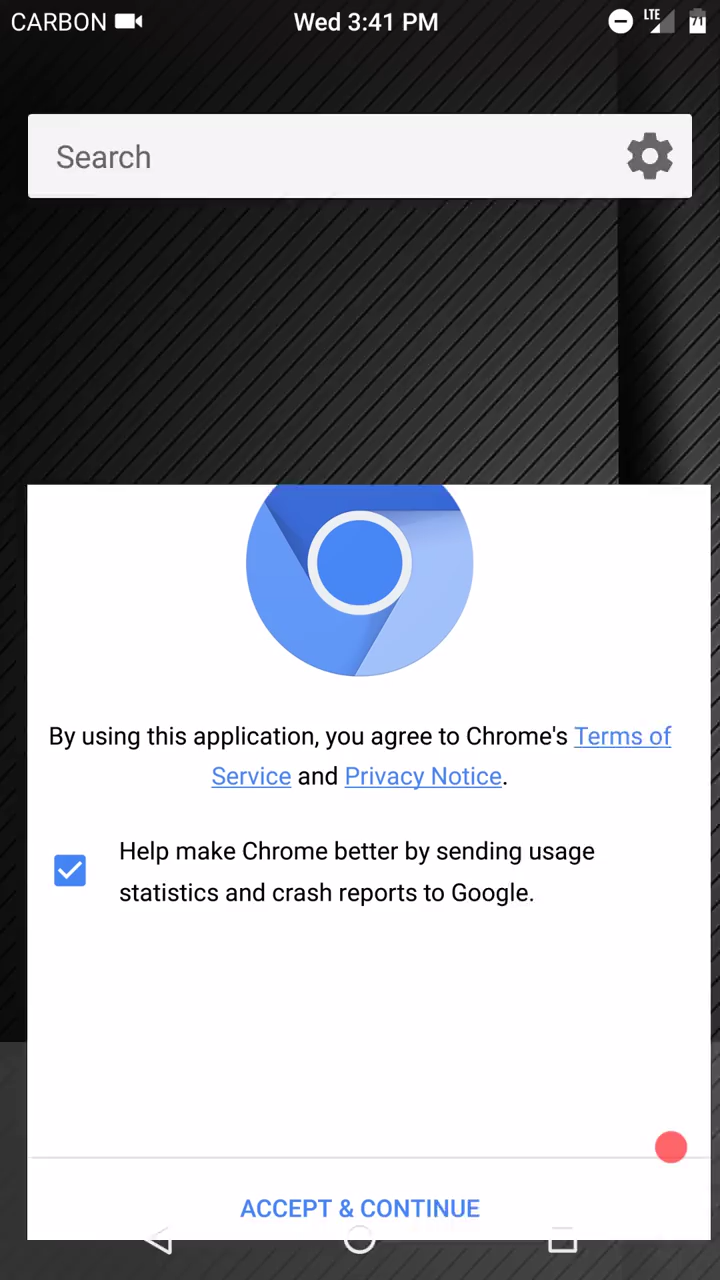 CARBON
Wed 3:41 PM
LTE
71
Search
By using this application, you agree to Chrome's Terms of
Service and Privacy Notice.
Help make Chrome better by sending usage
statistics and crash reports to Google.
ACCEPT & CONTINUE